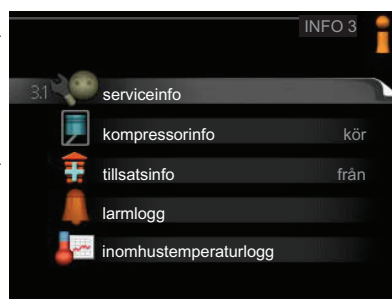 INFO 3
3.1 serviceinfo
kompressorinfo kör
tillsatsinfo från
larmlogg
inomhustemperaturlogg